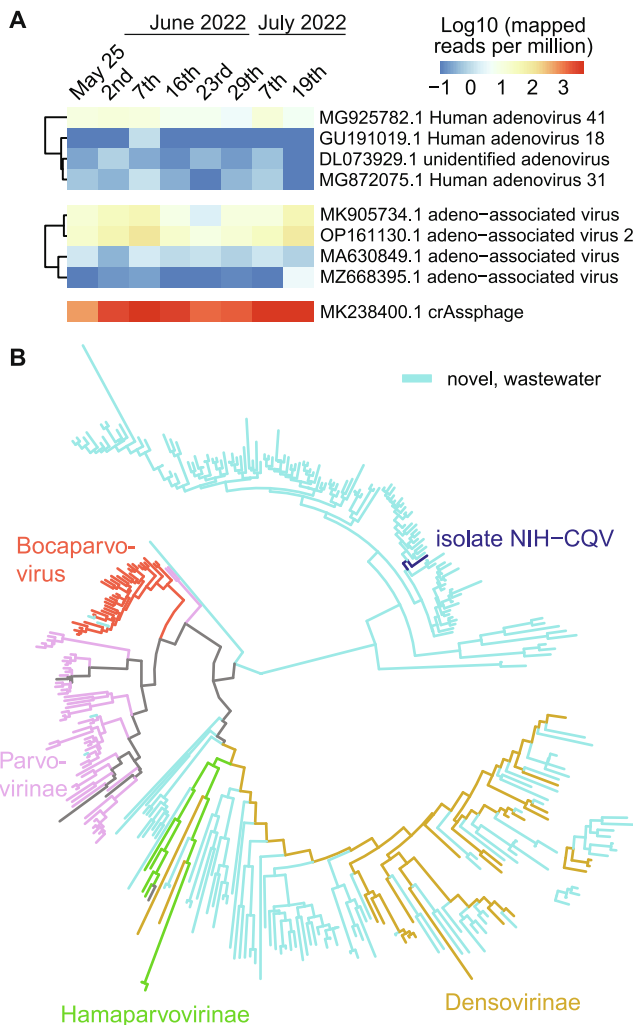 A
June 2022
July 2022
May 25
2nd
7th
16th
23rd
29th
7th
19th
Log10 (mapped
reads per million)
−1 0 1 2 3
MG925782.1 Human adenovirus 41
GU191019.1 Human adenovirus 18
DL073929.1 unidentified adenovirus
MG872075.1 Human adenovirus 31
MK905734.1 adeno−associated virus
OP161130.1 adeno−associated virus 2
MA630849.1 adeno−associated virus
MZ668395.1 adeno−associated virus
MK238400.1 crAssphage
B
novel, wastewater
isolate NIH−CQV
Bocaparvo-
virus
Parvo-
virinae
Hamaparvovirinae
Densovirinae